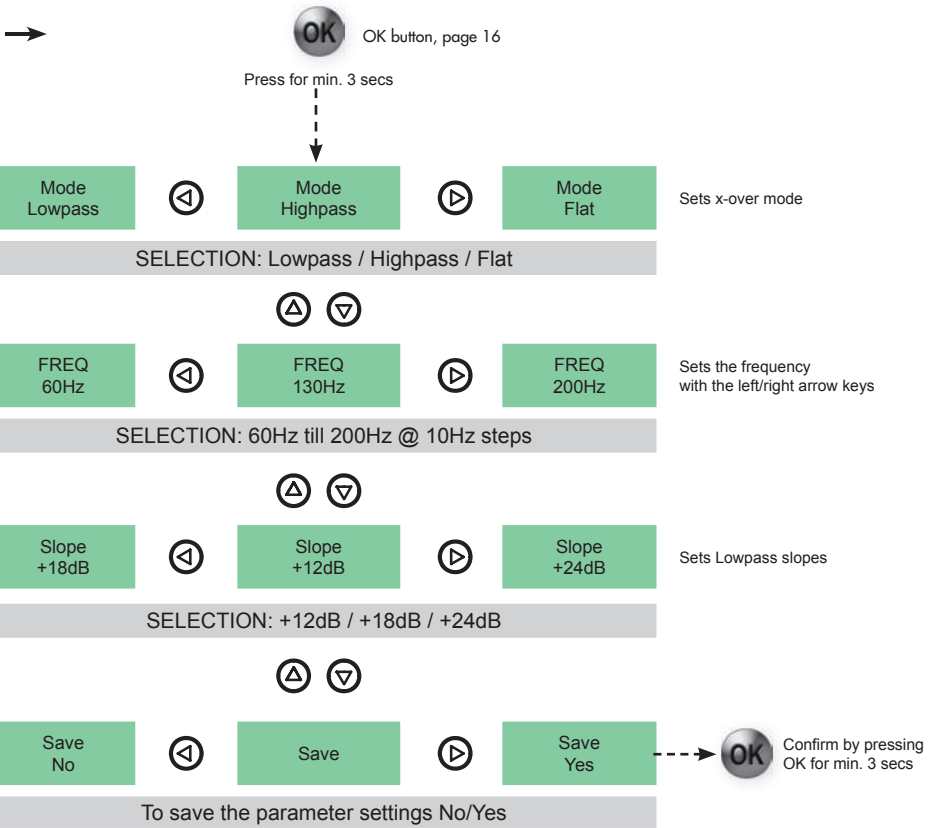 OK OK button, page 16
Press for min. 3 secs
Mode
Lowpass
Mode
Highpass
Mode
Flat
Sets x-over mode
SELECTION: Lowpass / Highpass / Flat
FREQ
60Hz
FREQ
130Hz
FREQ
200Hz
Sets the frequency
with the left/right arrow keys
SELECTION: 60Hz till 200Hz @ 10Hz steps
Slope
+18dB
Slope
+12dB
Slope
+24dB
Sets Lowpass slopes
SELECTION: +12dB / +18dB / +24dB
Save
No
Save
Save
Yes
OK
Confirm by pressing
OK for min. 3 secs
To save the parameter settings No/Yes